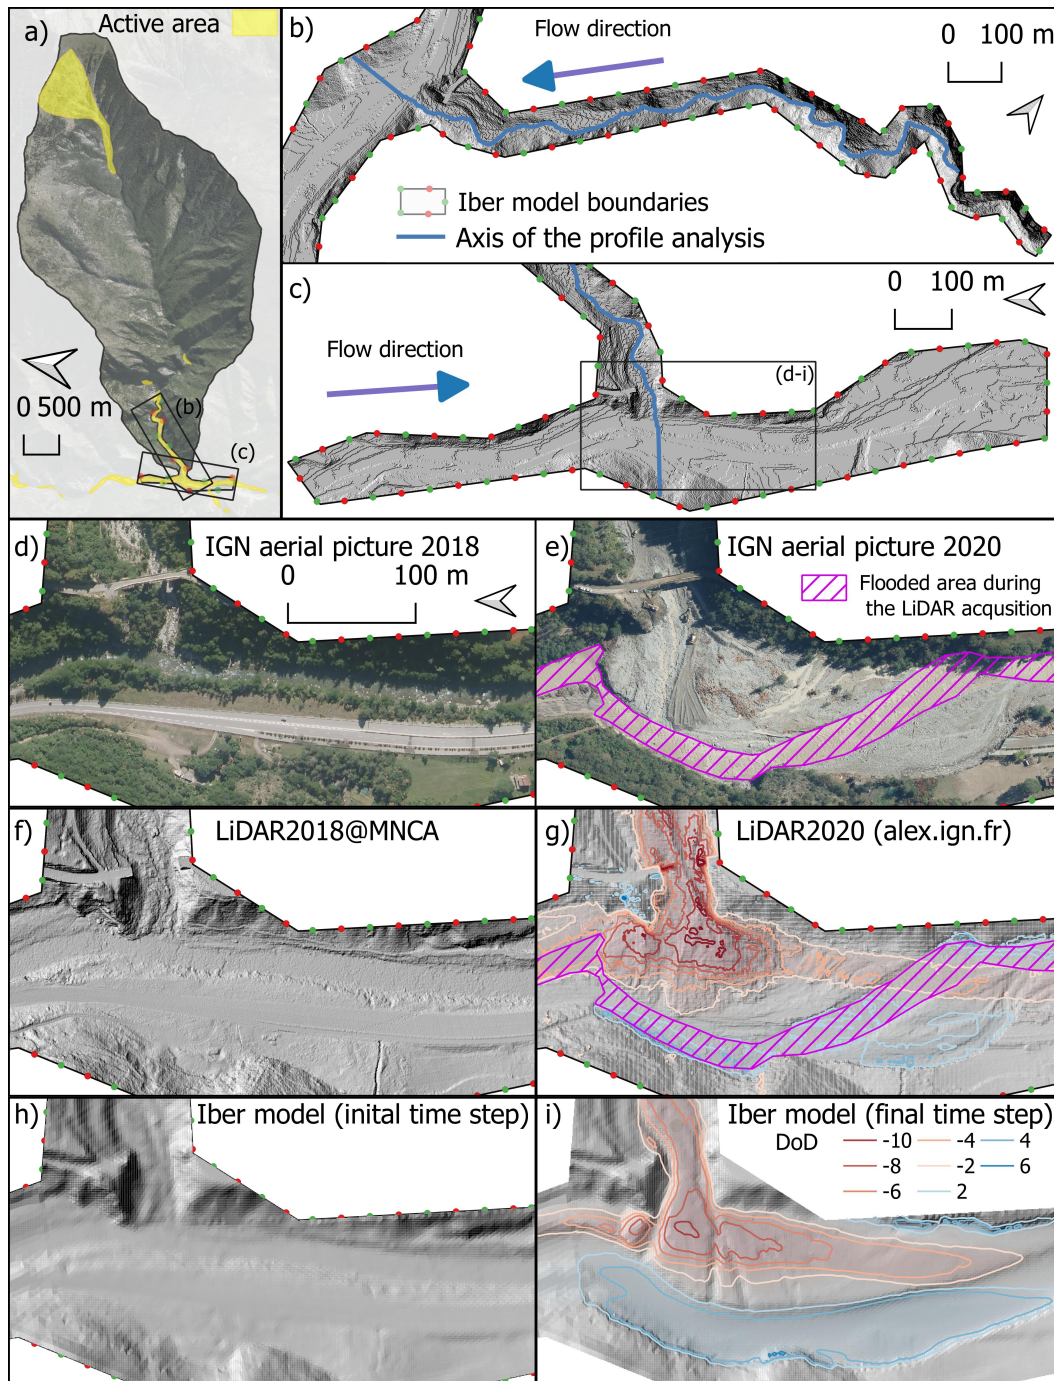 a)
Active area
0 500 m
(b)
(c)
b)
Flow direction
0 100 m
Iber model boundaries
Axis of the profile analysis
c)
0 100 m
Flow direction
(d-i)
d)
IGN aerial picture 2018
0 100 m
e)
IGN aerial picture 2020
Flooded area during
the LiDAR acqusition
f)
LiDAR2018@MNCA
g)
LiDAR2020 (alex.ign.fr)
10
h)
Iber model (inital time step)
i)
Iber model (final time step)
DoD
-10 -4 4
-8 -2 6
-6 2